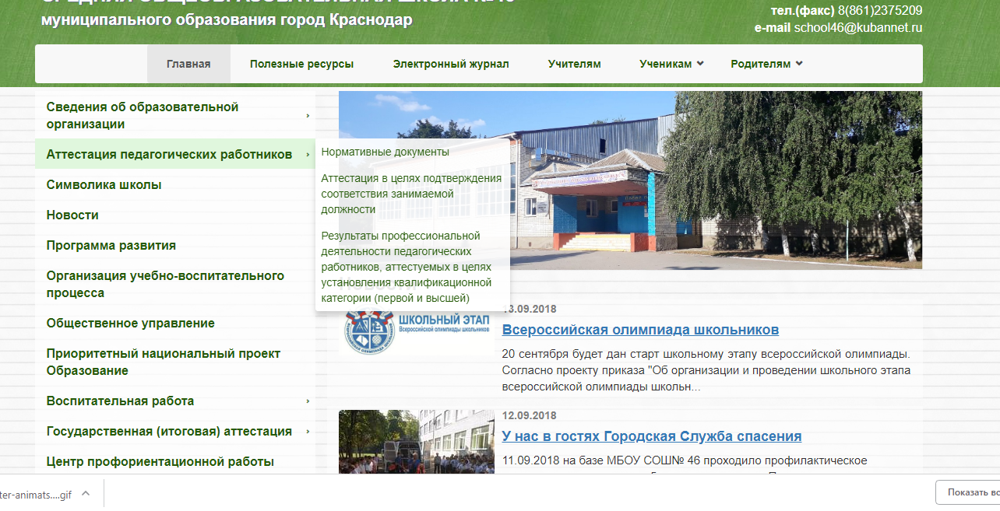 СРЕДНЯЯ ОБЩЕОБРАЗОВАТЕЛЬНАЯ ШКОЛА №46
муниципального образования город Краснодар
тел.(факс) 8(861)2375209
e-mail school46@kubannet.ru
Главная Полезные ресурсы Электронный журнал Учителям Ученикам Родителям
Сведения об образовательной
организации
Аттестация педагогических работников
Символика школы
Новости
Программа развития
Организация учебно-воспитательного
процесса
Общественное управление
Приоритетный национальный проект
Образование
Воспитательная работа
Государственная (итоговая) аттестация
Центр профориентационной работы
Нормативные документы
Аттестация в целях подтверждения
соответствия занимаемой
должности
Результаты профессиональной
деятельности педагогических
работников, аттестуемых в целях
установления квалификационной
категории (первой и высшей)
Новости
ШКОЛЬНЫЙ ЭТАП
Всероссийской олимпиады школьников
13.09.2018
Всероссийская олимпиада школьников
20 сентября будет дан старт школьному этапу всероссийской олимпиады.
Согласно проекту приказа "Об организации и проведении школьного этапа
всероссийской олимпиады школьн...
12.09.2018
У нас в гостях Городская Служба спасения
11.09.2018 на базе МБОУ СОШ№ 46 проходило профилактическое
ter-animats....gif
Показать вс